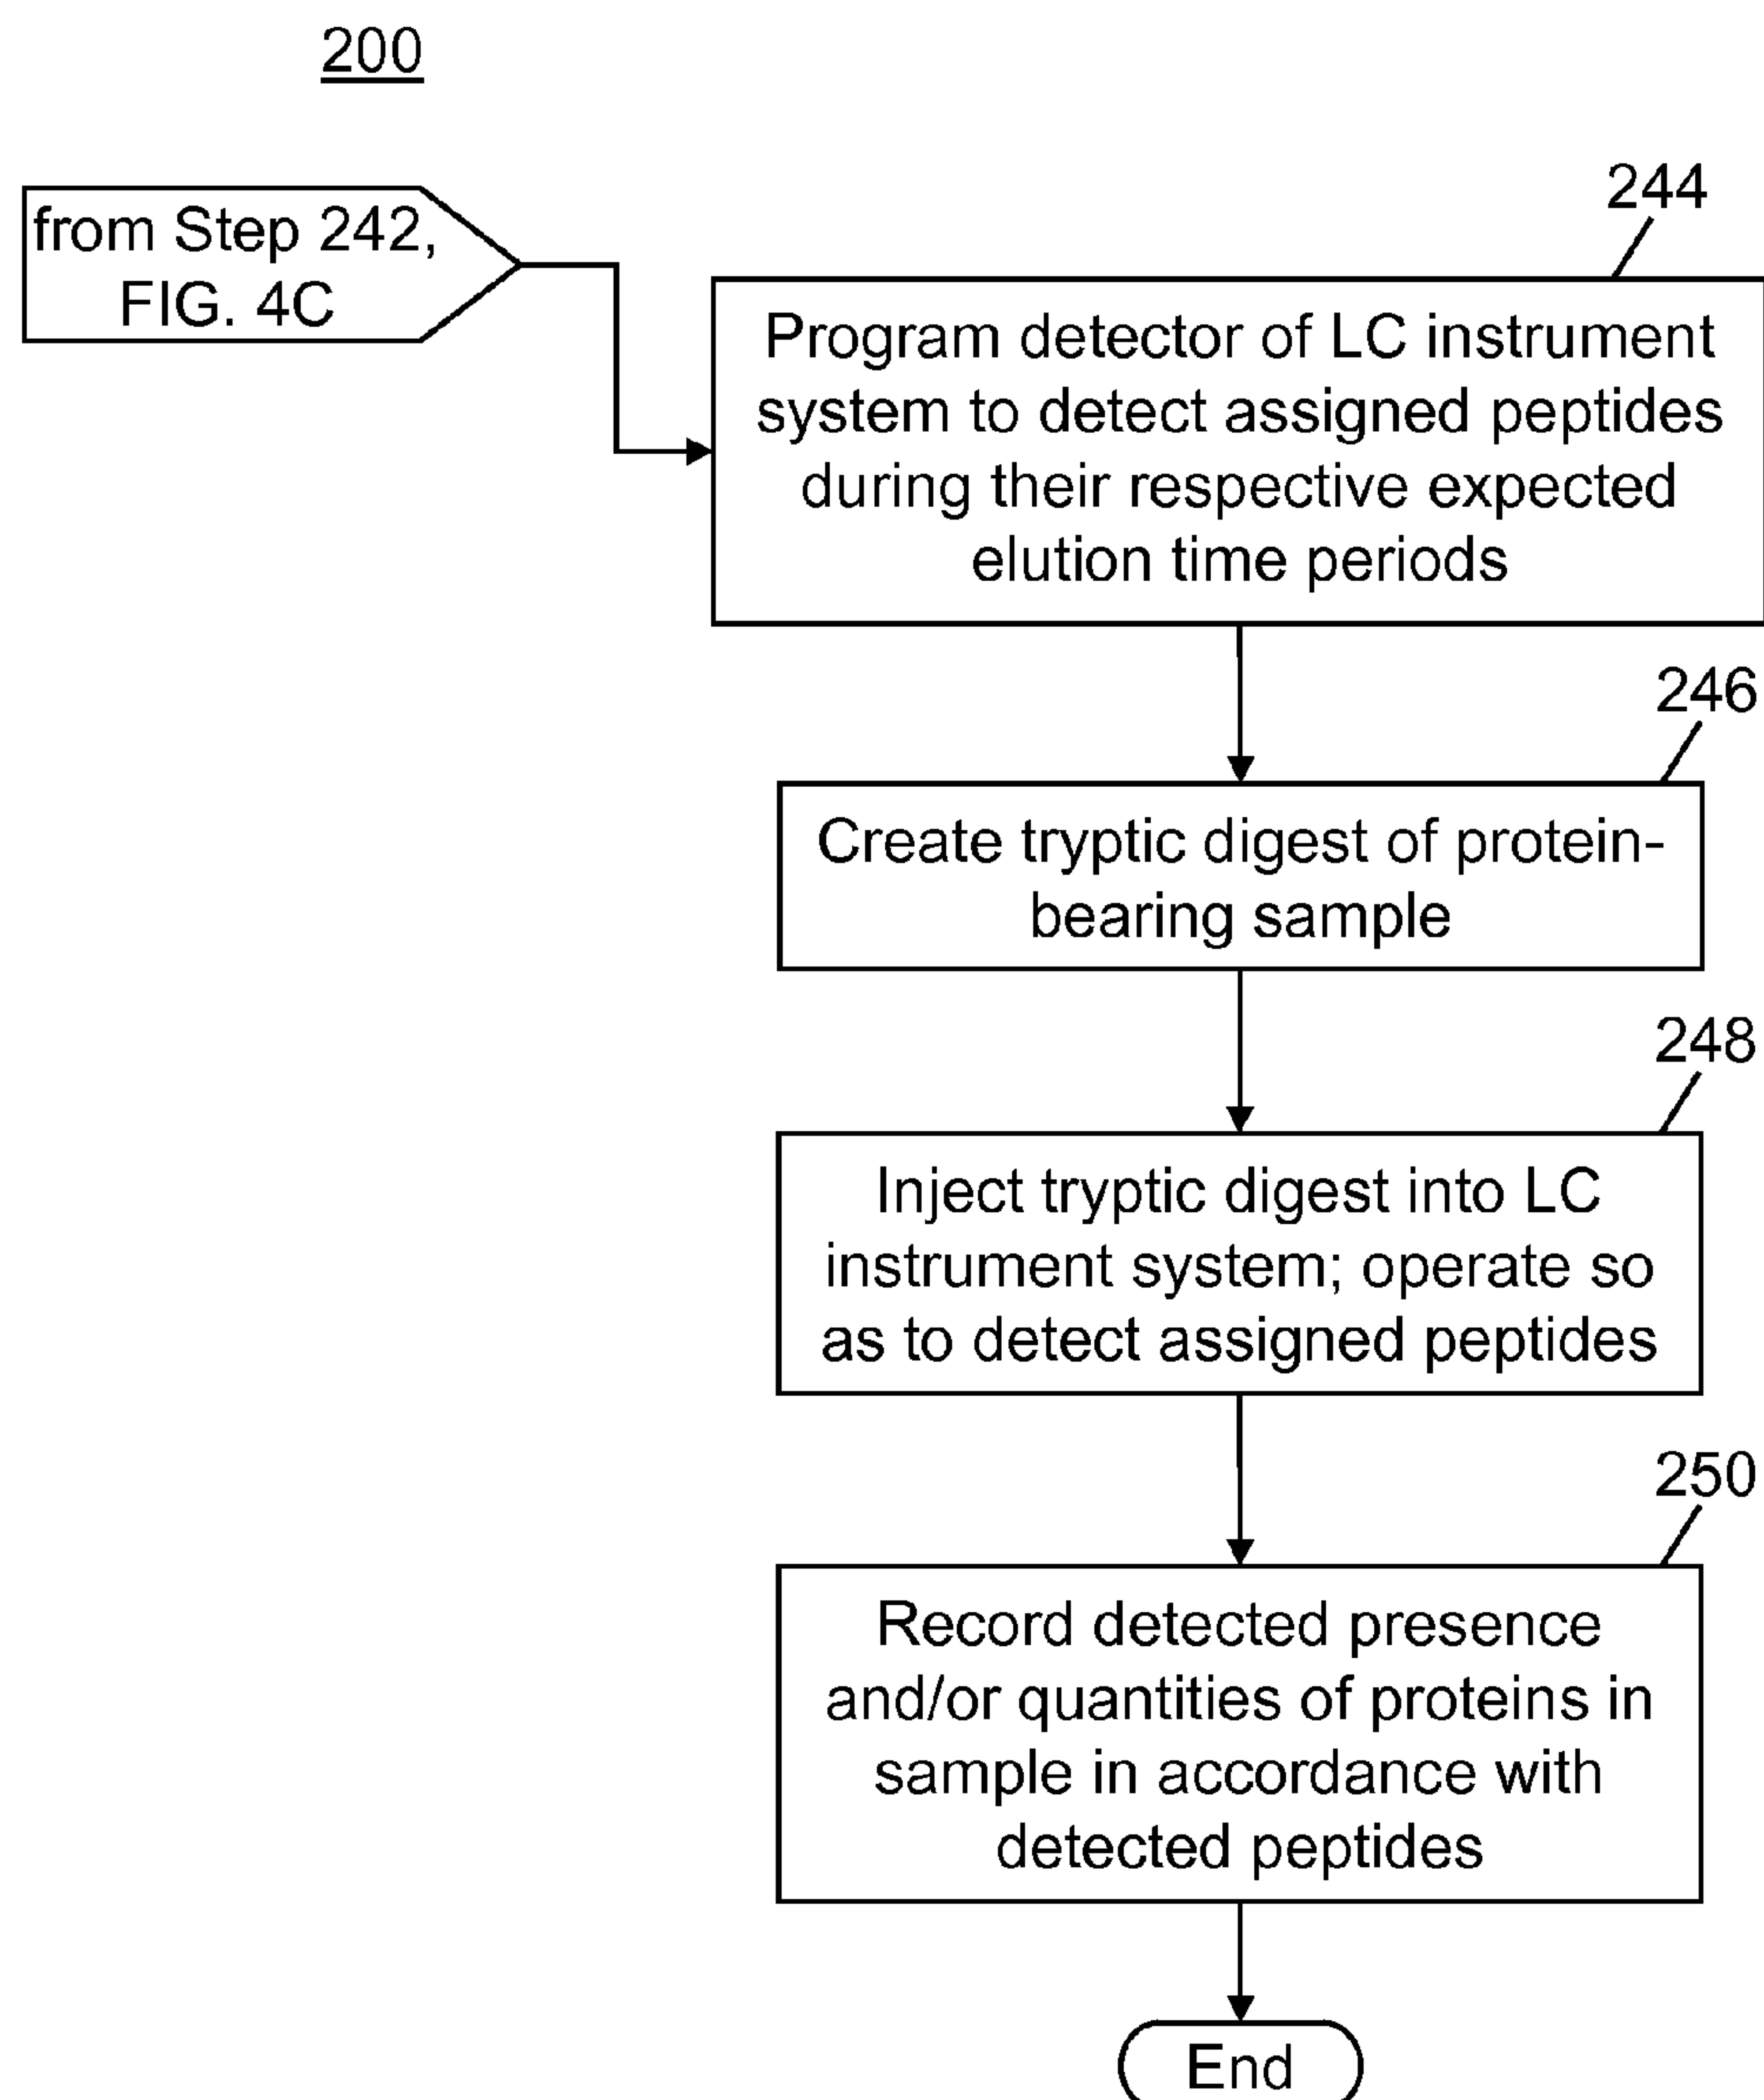 200
from Step 242,
FIG. 4C
244
Program detector of LC instrument
system to detect assigned peptides
during their respective expected
elution time periods
246
Create tryptic digest of protein-
bearing sample
248
Inject tryptic digest into LC
instrument system; operate so
as to detect assigned peptides
250
Record detected presence
and/or quantities of proteins in
sample in accordance with
detected peptides
End